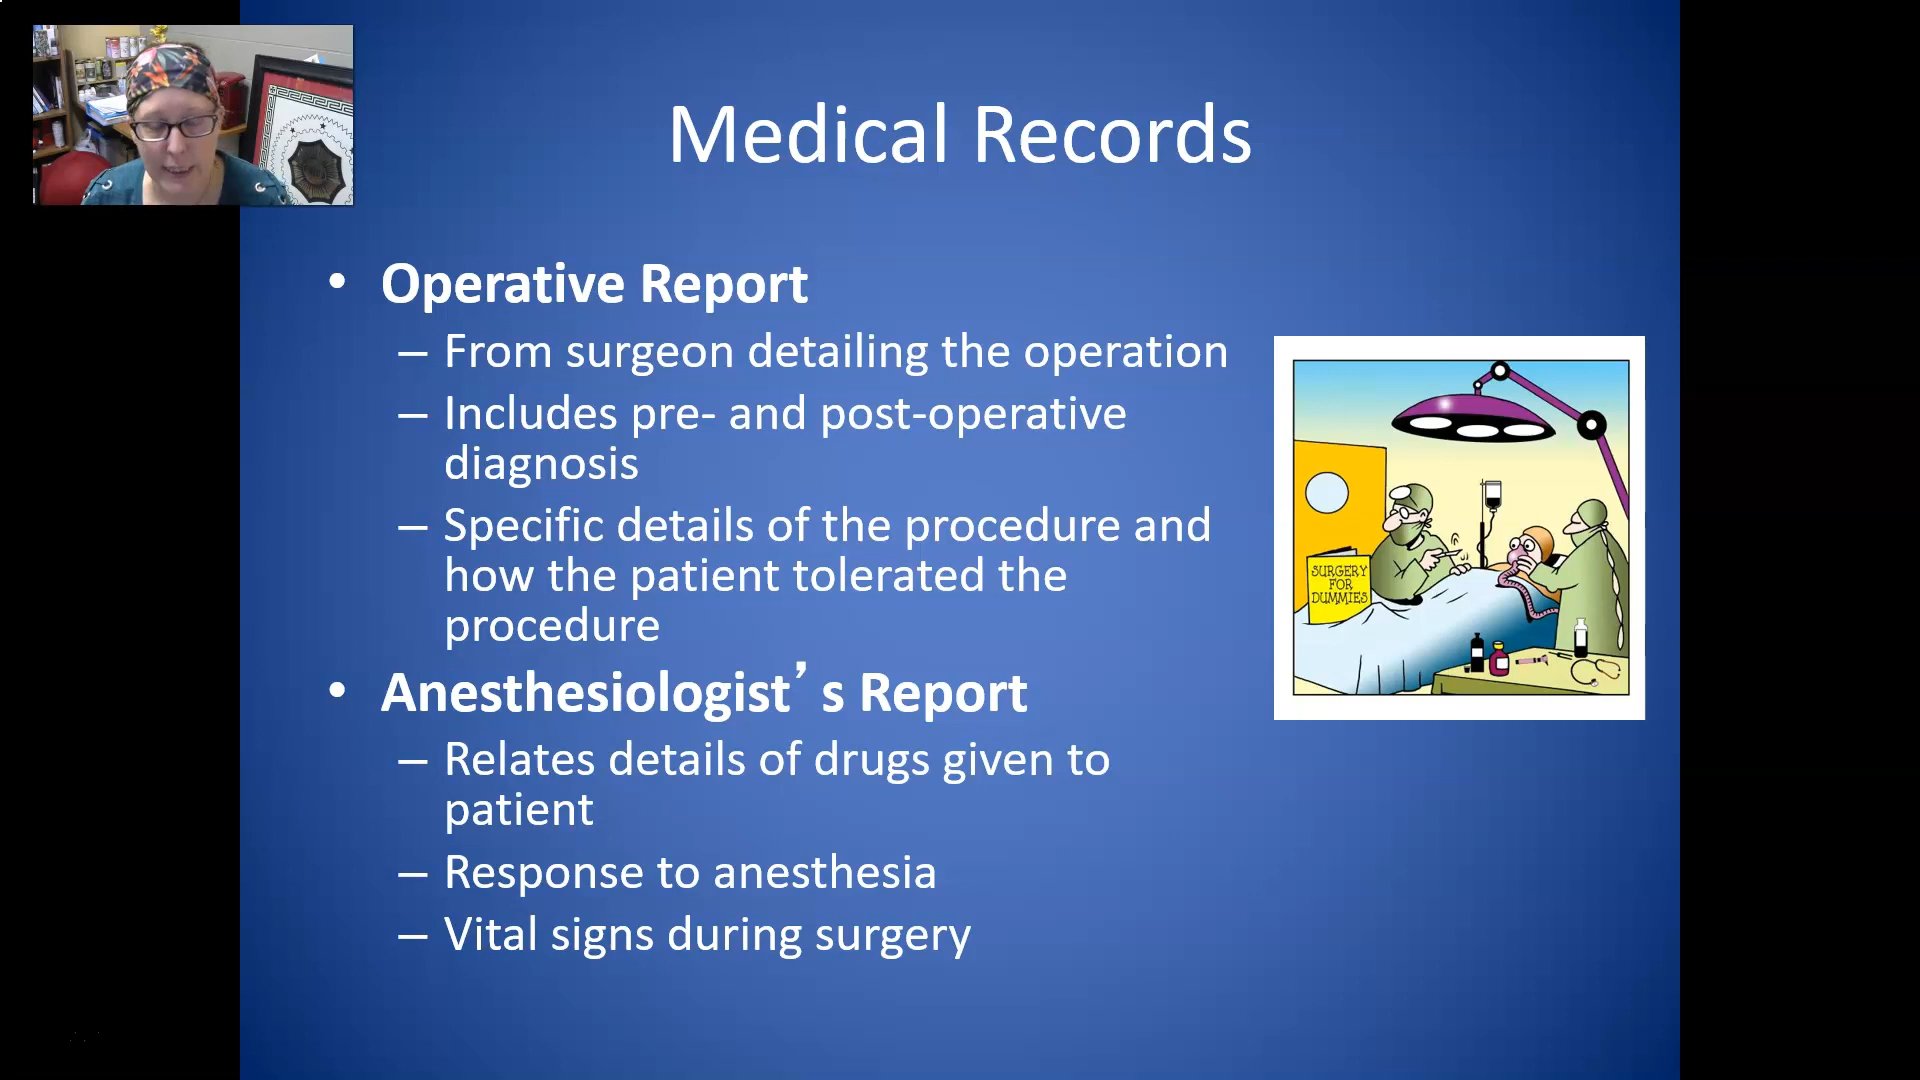 Medical Records
• Operative Report
– From surgeon detailing the operation
– Includes pre- and post-operative
diagnosis
– Specific details of the procedure and
how the patient tolerated the
procedure
• Anesthesiologist’s Report
– Relates details of drugs given to
patient
– Response to anesthesia
– Vital signs during surgery
SURGERY
FOR
DUMMIES